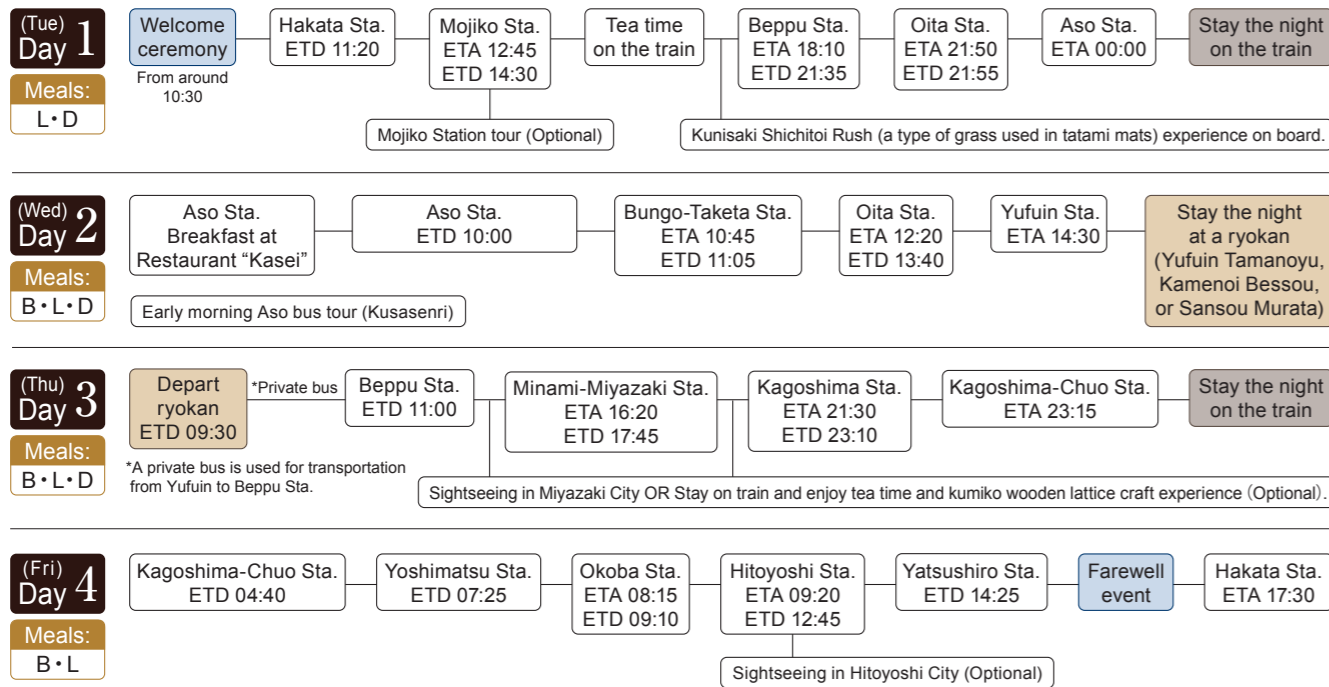 (Tue)
Day 1
Meals:
L・D
Welcome
ceremony
From around
10:30
Hakata Sta.
ETD 11:20
Mojiko Sta.
ETA 12:45
ETD 14:30
Tea time
on the train
Beppu Sta.
ETA 18:10
ETD 21:35
Oita Sta.
ETA 21:50
ETD 21:55
Aso Sta.
ETA 00:00
Stay the night
on the train
Mojiko Station tour (Optional)
Kunisaki Shichitoi Rush (a type of grass used in tatami mats) experience on board.
(Wed)
Day 2
Meals:
B・L・D
Aso Sta.
Breakfast at
Restaurant “Kasei”
Aso Sta.
ETD 10:00
Bungo-Taketa Sta.
ETA 10:45
ETD 11:05
Oita Sta.
ETA 12:20
ETD 13:40
Yufuin Sta.
ETA 14:30
Stay the night
at a ryokan
(Yufuin Tamanoyu,
Kamenoi Bessou,
or Sansou Murata)
Early morning Aso bus tour (Kusasenri)
(Thu)
Day 3
Meals:
B・L・D
Depart
ryokan
ETD 09:30
*Private bus
Beppu Sta.
ETD 11:00
Minami-Miyazaki Sta.
ETA 16:20
ETD 17:45
Kagoshima Sta.
ETA 21:30
ETD 23:10
Kagoshima-Chuo Sta.
ETA 23:15
Stay the night
on the train
*A private bus is used for transportation
from Yufuin to Beppu Sta.
Sightseeing in Miyazaki City OR Stay on train and enjoy tea time and kumiko wooden lattice craft experience (Optional).
(Fri)
Day 4
Meals:
B・L
Kagoshima-Chuo Sta.
ETD 04:40
Yoshimatsu Sta.
ETD 07:25
Okoba Sta.
ETA 08:15
ETD 09:10
Hitoyoshi Sta.
ETA 09:20
ETD 12:45
Yatsushiro Sta.
ETD 14:25
Farewell
event
Hakata Sta.
ETA 17:30
Sightseeing in Hitoyoshi City (Optional)